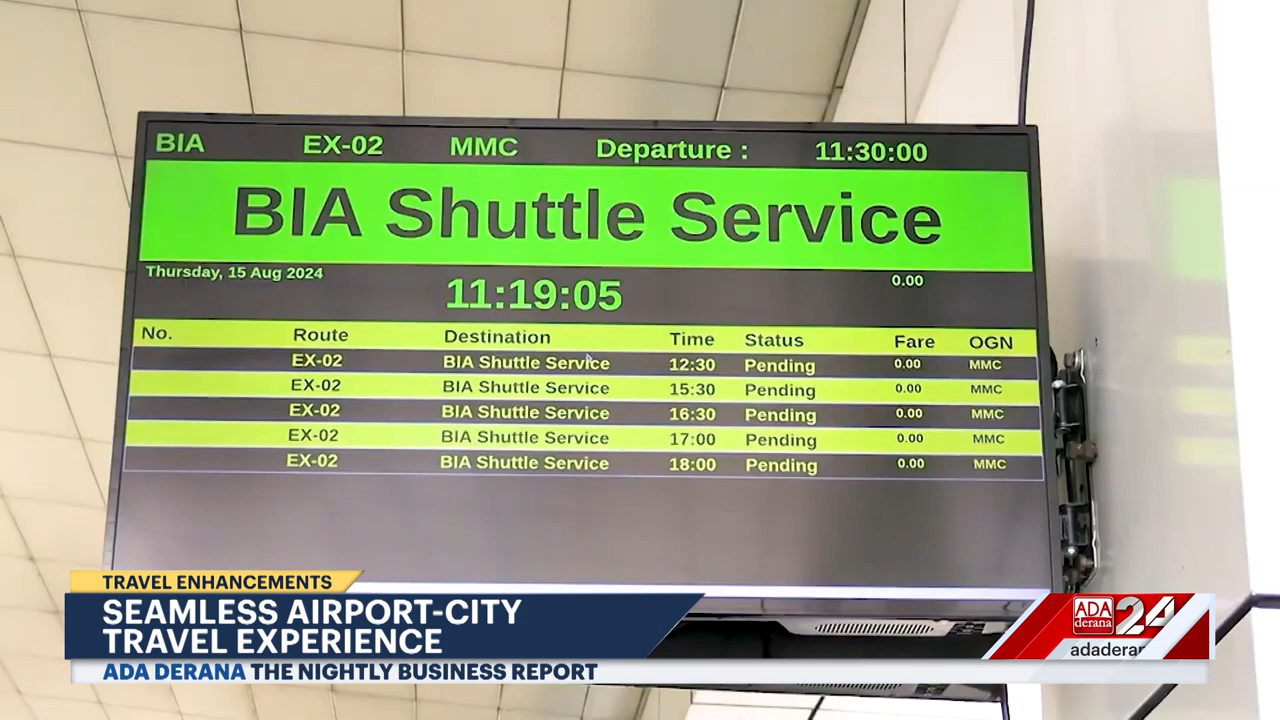 BIA EX-02 MMC Departure : 11:30:00
BIA Shuttle Service
Thursday, 15 Aug 2024 11:19:05 0.00
No. Route Destination Time Status Fare OGN
EX-02 BIA Shuttle Service 12:30 Pending 0.00 MMC
EX-02 BIA Shuttle Service 15:30 Pending 0.00 MMC
EX-02 BIA Shuttle Service 16:30 Pending 0.00 MMC
EX-02 BIA Shuttle Service 17:00 Pending 0.00 MMC
EX-02 BIA Shuttle Service 18:00 Pending 0.00 MMC
TRAVEL ENHANCEMENTS
SEAMLESS AIRPORT-CITY
TRAVEL EXPERIENCE
ADA DERANA THE NIGHTLY BUSINESS REPORT
ADA
derana 24